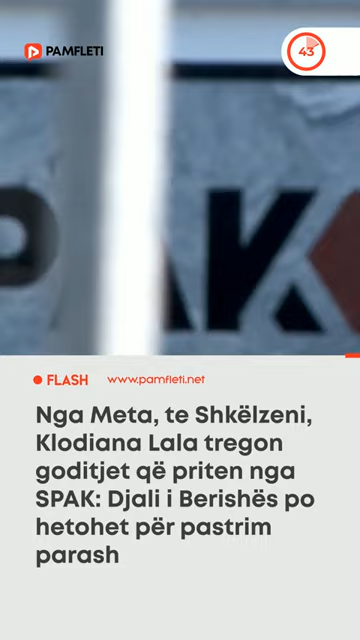 PAMFLETI
43
PAK
FLASH
www.pamfleti.net
Nga Meta, te Shkëlzeni,
Klodiana Lala tregon
goditjet që priten nga
SPAK: Djali i Berishës po
hetohet për pastrim
parash